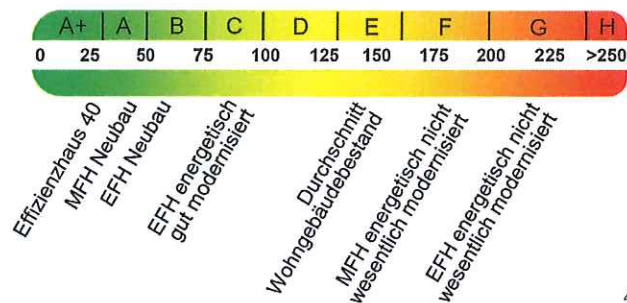 A+ A B C D E F G H
0 25 50 75 100 125 150 175 200 225 >250
Effizienzhaus 40
MFH Neubau
EFH Neubau
EFH energetisch
gut modernisiert
Durchschnitt
Wohngebäudebestand
MFH energetisch nicht
wesentlich modernisiert
EFH energetisch nicht
wesentlich modernisiert